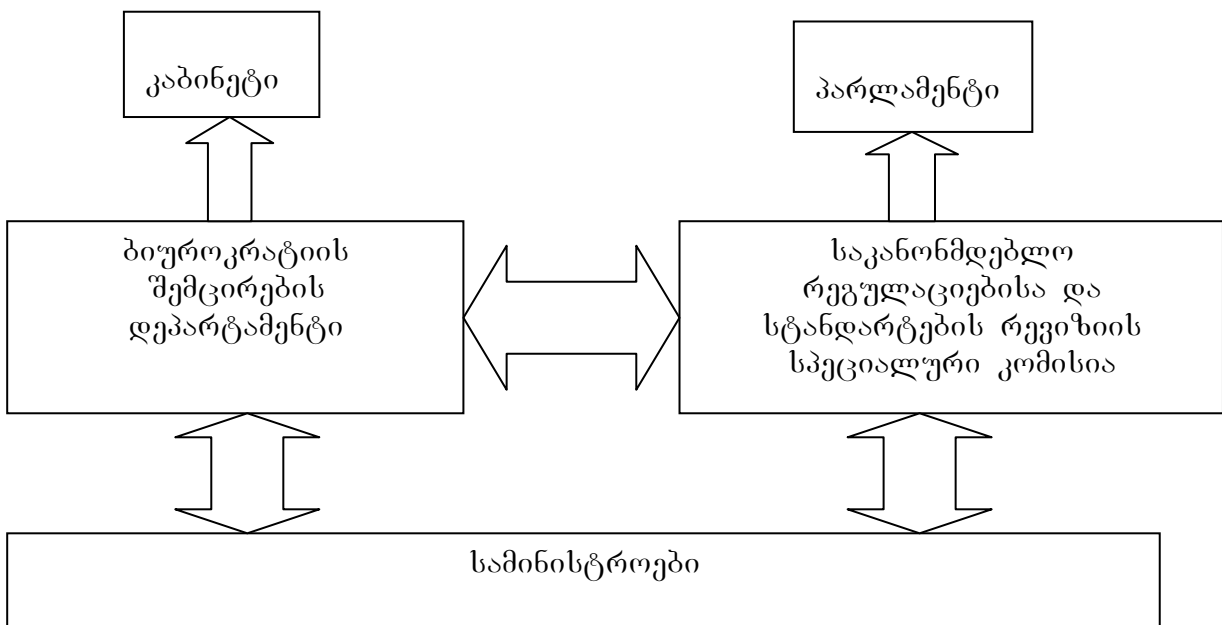 კაბინეტი
პარლამენტი
ბიუროკრატიის
შემცირების
დეპარტამენტი
საკანონმდებლო
რეგულაციებისა და
სტანდარტების რევიზიის
სპეციალური კომისია
სამინისტროები